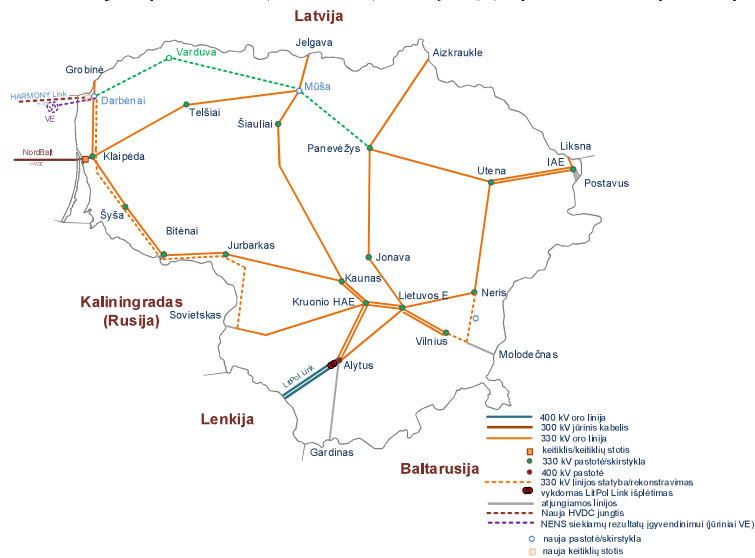 Latvija
Varduva
Jelgava
Aizkraukle
Grobinė
HARMONY Link
Darbėnai
Mūša
VE
Telšiai
Šiauliai
NordBalt
HVDC
Klaipėda
Panevėžys
Liksna
IAE
Utena
Postavus
Šyša
Bitėnai
Jurbarkas
Jonava
Kaunas
Kaliningradas
(Rusija)
Kruonio HAE
Lietuvos E
Neris
Sovietskas
Vilnius
Molodečnas
LitPol Link
Alytus
Lenkija
Gardinas
Baltarusija
400 kV oro linija
300 kV jūrinis kabelis
330 kV oro linija
keitiklis/keitiklių stotis
330 kV pastotė/skirstykla
400 kV pastotė
330 kV linijos statyba/rekonstravimas
vykdomas LitPol Link išplėtimas
atjungiamos linijos
Nauja HVDC jungtis
NENS siekiamų rezultatų įgyvendinimui (jūriniai VE)
nauja pastotė/skirstykla
nauja keitiklių stotis